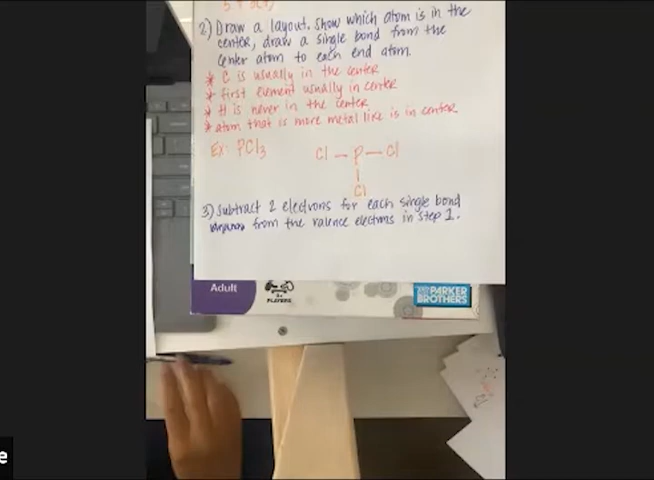 2) Draw a layout. Show which atom is in the
center, draw a single bond from the
center atom to each end atom.
* C is usually in the center
* first element usually in center
* H is never in the center
* atom that is more metal like is in center
Ex: PCl3
Cl — P — Cl
|
Cl
3) Subtract 2 electrons for each single bond
from the valence electrons in Step 1.
Adult
2+
PLAYERS
PARKER
BROTHERS
e